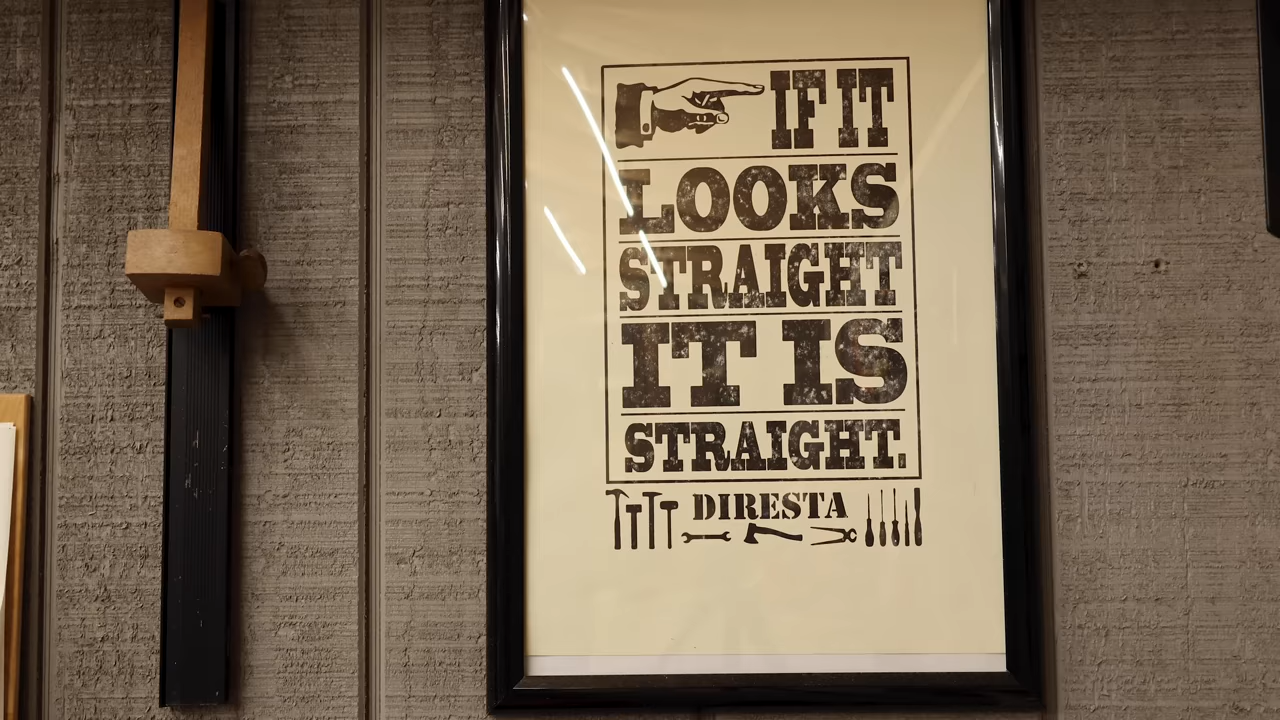 IF IT
LOOKS
STRAIGHT
IT IS
STRAIGHT.
DIRESTA